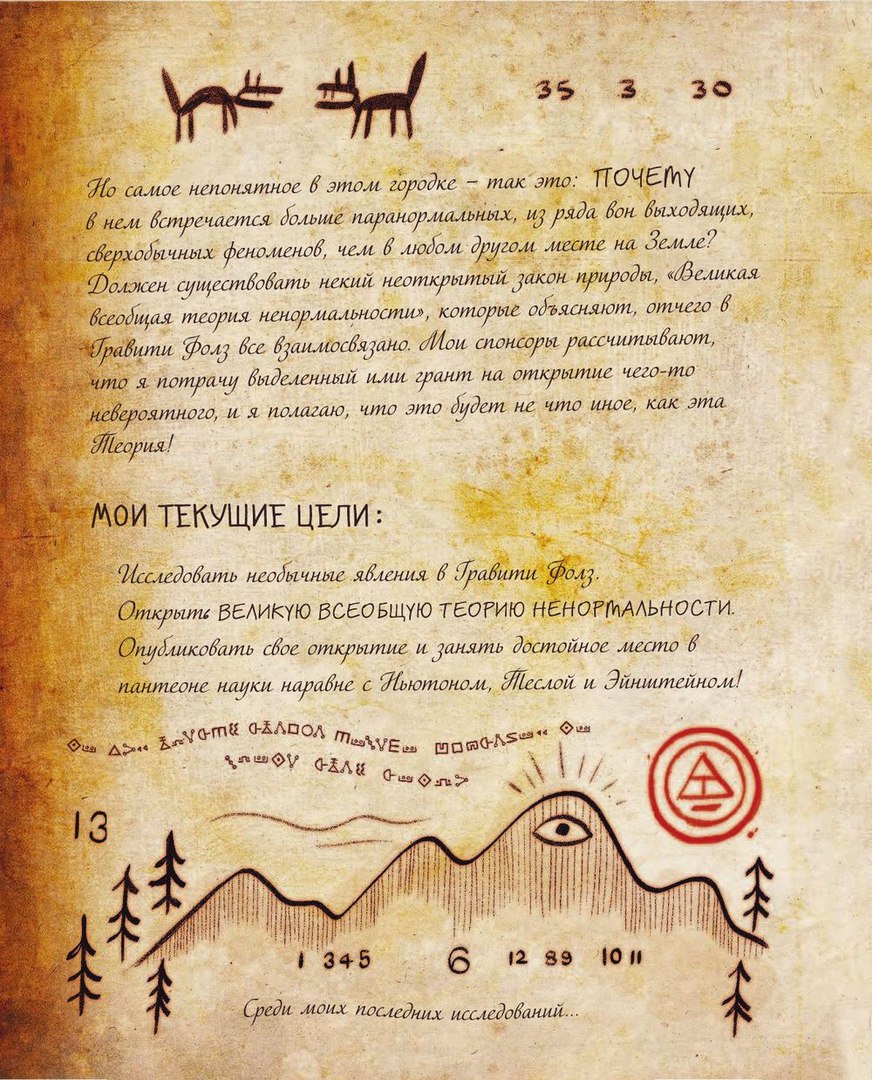 35 3 30
Но самое непонятное в этом городке – так это: ПОЧЕМУ
в нем встречается больше паранормальных, из ряда вон выходящих,
сверхобычных феноменов, чем в любом другом месте на Земле?
Должен существовать некий неоткрытый закон природы, «Великая
всеобщая теория ненормальности», которые объясняют, отчего в
Гравити Фолз все взаимосвязано. Мои спонсоры рассчитывают,
что я потрачу выделенный ими грант на открытие чего-то
невероятного, и я полагаю, что это будет не что иное, как эта
Теория!
МОИ ТЕКУЩИЕ ЦЕЛИ:
Исследовать необычные явления в Гравити Фолз.
Открыть ВЕЛИКУЮ ВСЕОБЩУЮ ТЕОРИЮ НЕНОРМАЛЬНОСТИ.
Опубликовать свое открытие и занять достойное место в
пантеоне науки наравне с Ньютоном, Теслой и Эйнштейном!
13
1 345 6 12 89 10 11
Среди моих последних исследований...